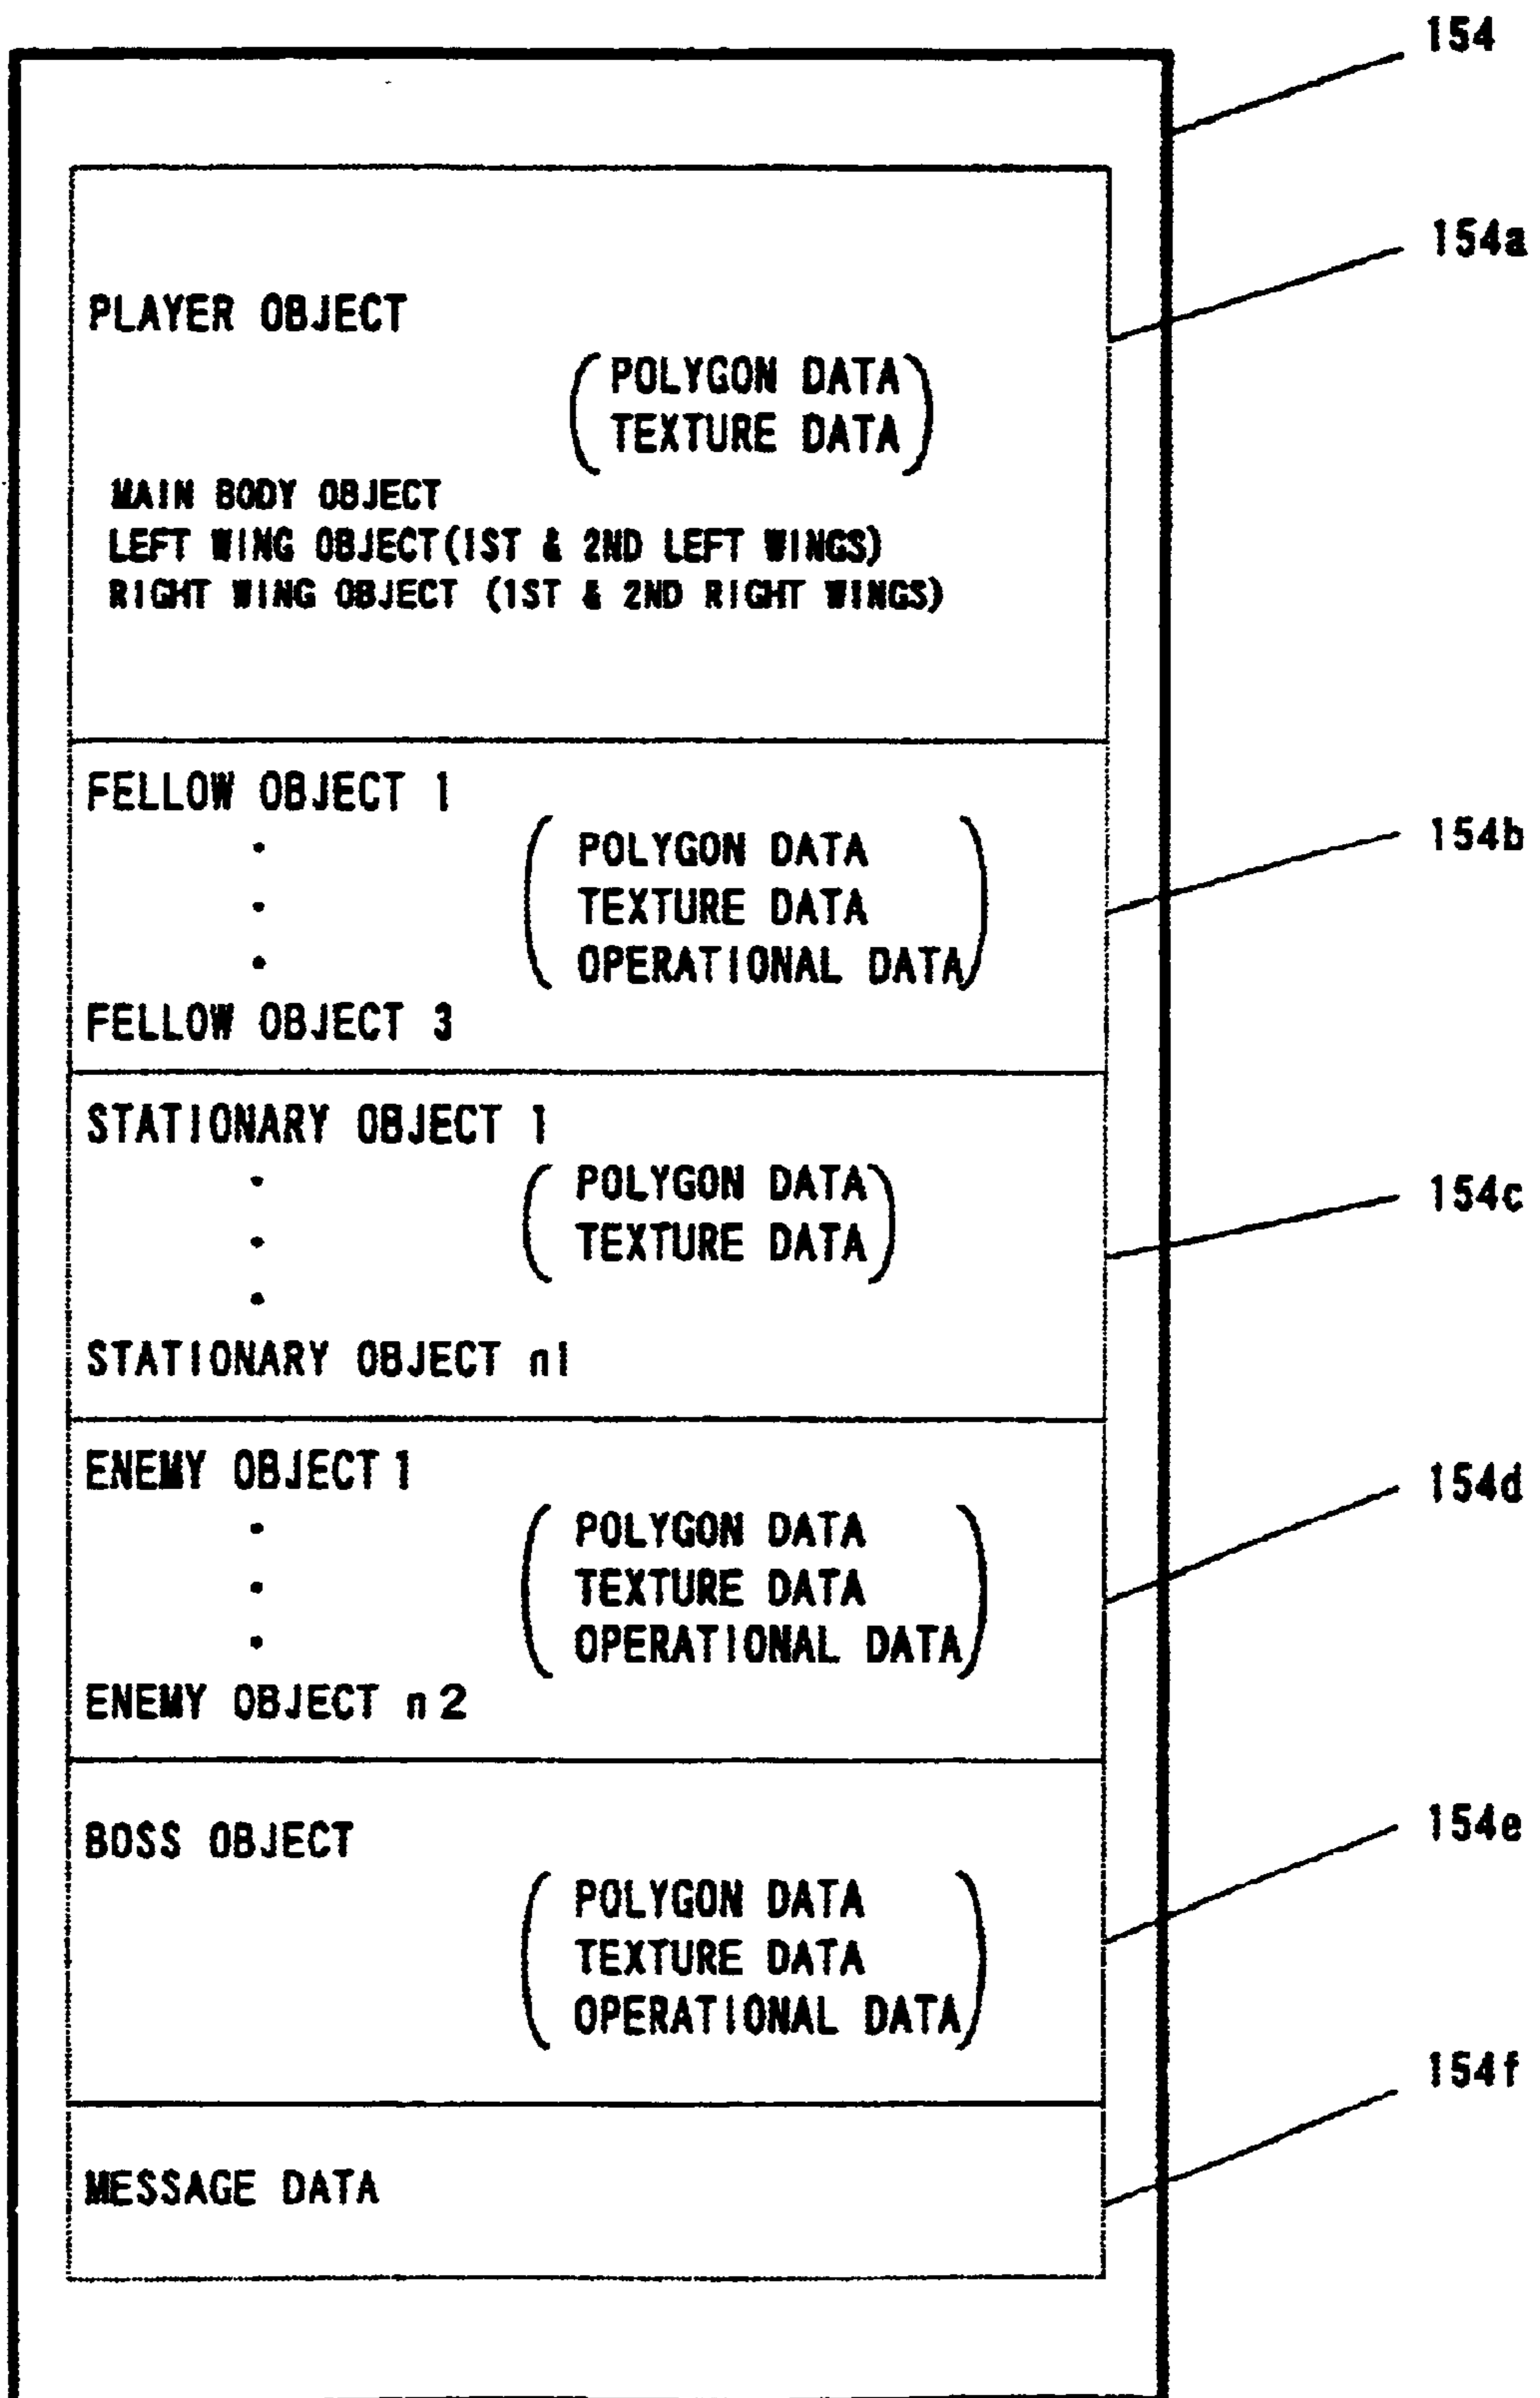 154
154a
PLAYER OBJECT
POLYGON DATA
TEXTURE DATA
MAIN BODY OBJECT
LEFT WING OBJECT(1ST & 2ND LEFT WINGS)
RIGHT WING OBJECT (1ST & 2ND RIGHT WINGS)
FELLOW OBJECT 1
POLYGON DATA
154b
TEXTURE DATA
OPERATIONAL DATA
FELLOW OBJECT 3
STATIONARY OBJECT 1
POLYGON DATA
154c
TEXTURE DATA
STATIONARY OBJECT n1
ENEMY OBJECT 1
154d
POLYGON DATA
TEXTURE DATA
OPERATIONAL DATA
ENEMY OBJECT n2
154e
BOSS OBJECT
POLYGON DATA
TEXTURE DATA
OPERATIONAL DATA
154f
MESSAGE DATA